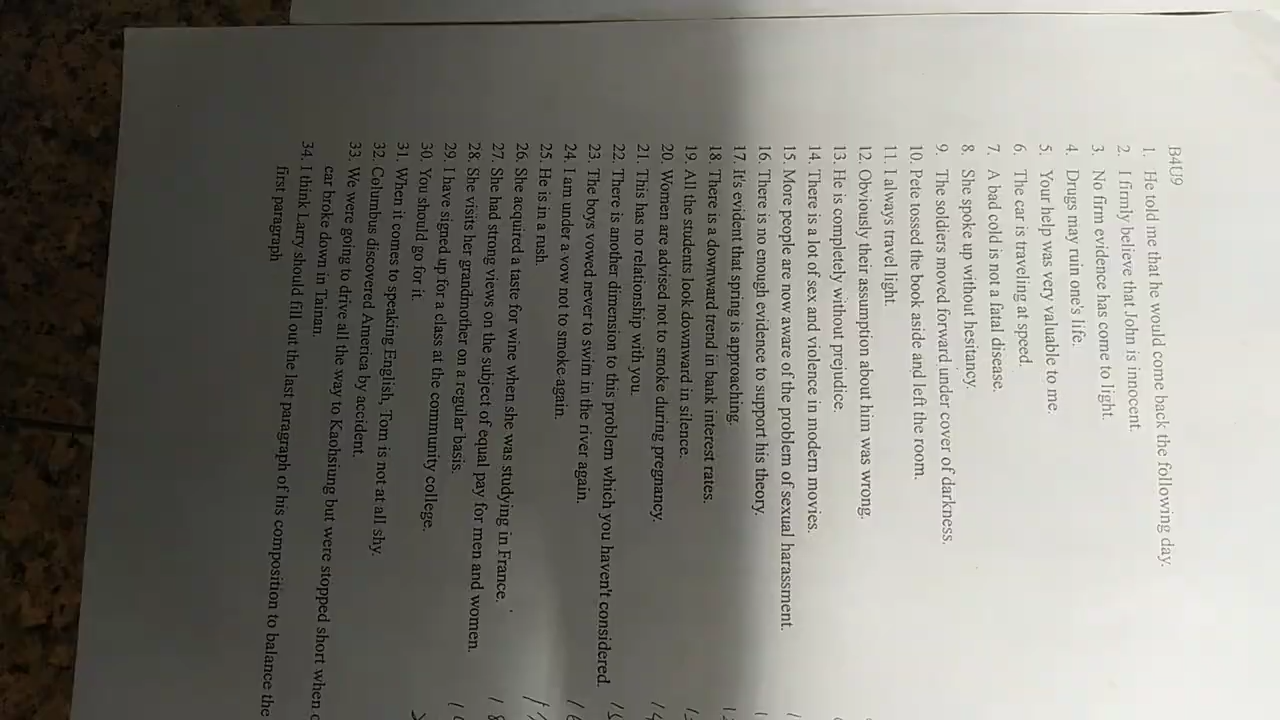 B4U9
1. He told me that he would come back the following day.
2. I firmly believe that John is innocent.
3. No firm evidence has come to light.
4. Drugs may ruin one's life.
5. Your help was very valuable to me.
6. The car is traveling at speed.
7. A bad cold is not a fatal disease.
8. She spoke up without hesitancy.
9. The soldiers moved forward under cover of darkness.
10. Pete tossed the book aside and left the room.
11. I always travel light.
12. Obviously their assumption about him was wrong.
13. He is completely without prejudice.
14. There is a lot of sex and violence in modern movies.
15. More people are now aware of the problem of sexual harassment.
16. There is no enough evidence to support his theory.
17. It's evident that spring is approaching.
18. There is a downward trend in bank interest rates.
19. All the students look downward in silence.
20. Women are advised not to smoke during pregnancy.
21. This has no relationship with you.
22. There is another dimension to this problem which you haven't considered.
23. The boys vowed never to swim in the river again.
24. I am under a vow not to smoke again.
25. He is in a rush.
26. She acquired a taste for wine when she was studying in France.
27. She had strong views on the subject of equal pay for men and women.
28. She visits her grandmother on a regular basis.
29. I have signed up for a class at the community college.
30. You should go for it.
31. When it comes to speaking English, Tom is not at all shy.
32. Columbus discovered America by accident.
33. We were going to drive all the way to Kaohsiung but were stopped short when
car broke down in Tainan.
34. I think Larry should fill out the last paragraph of his composition to balance the
first paragraph